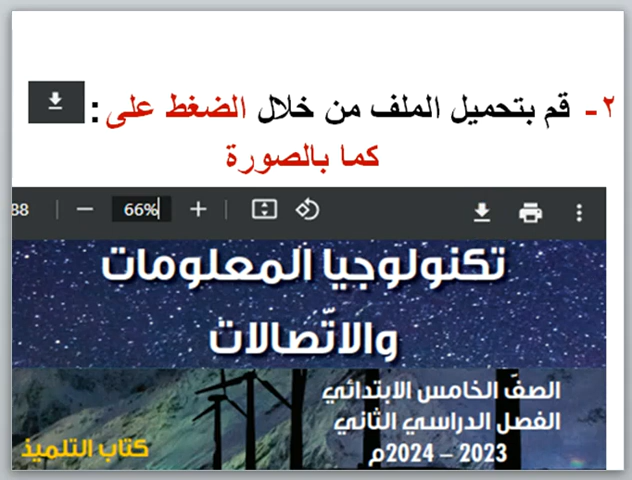 ٢- قم بتحميل الملف من خلال الضغط على :
كما بالصورة
88 66%
تكنولوجيا المعلومات
والاتّصالات
الصفّ الخامس الابتدائي
الفصل الدراسي الثاني
2023 – 2024م
كتاب التلميذ